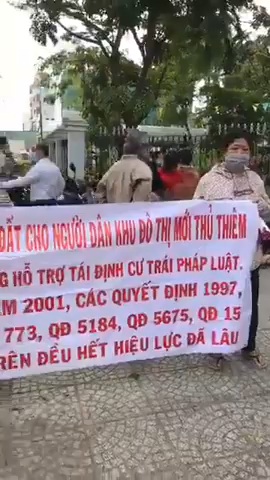 ĐẤT CHO NGƯỜI DÂN KHU ĐÔ THỊ MỚI THỦ THIÊM
HỖ TRỢ TÁI ĐỊNH CƯ TRÁI PHÁP LUẬT.
2001, CÁC QUYẾT ĐỊNH 1997,
773, QĐ 5184, QĐ 5675, QĐ 15
ĐỀU HẾT HIỆU LỰC ĐÃ LÂU